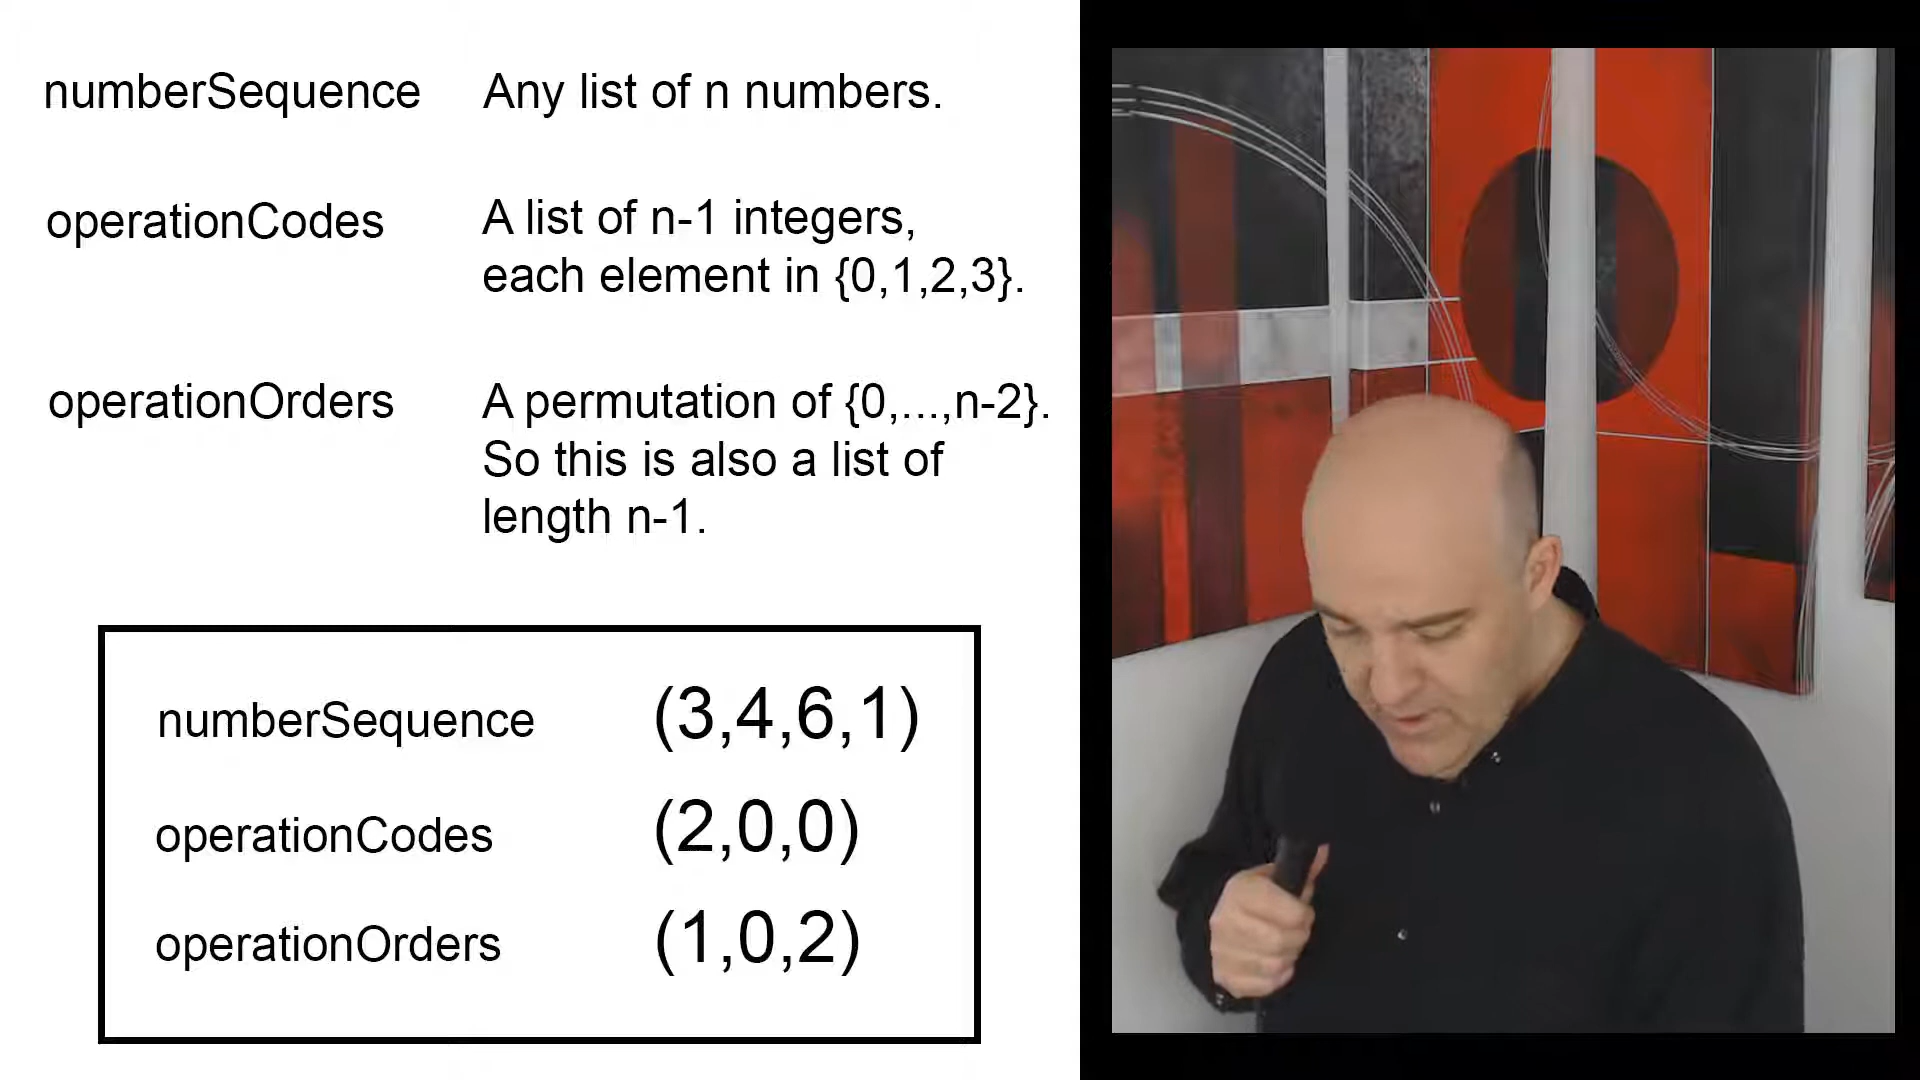 numberSequence Any list of n numbers.
operationCodes A list of n-1 integers,
each element in {0,1,2,3}.
operationOrders A permutation of {0,...,n-2}.
So this is also a list of
length n-1.
numberSequence (3,4,6,1)
operationCodes (2,0,0)
operationOrders (1,0,2)